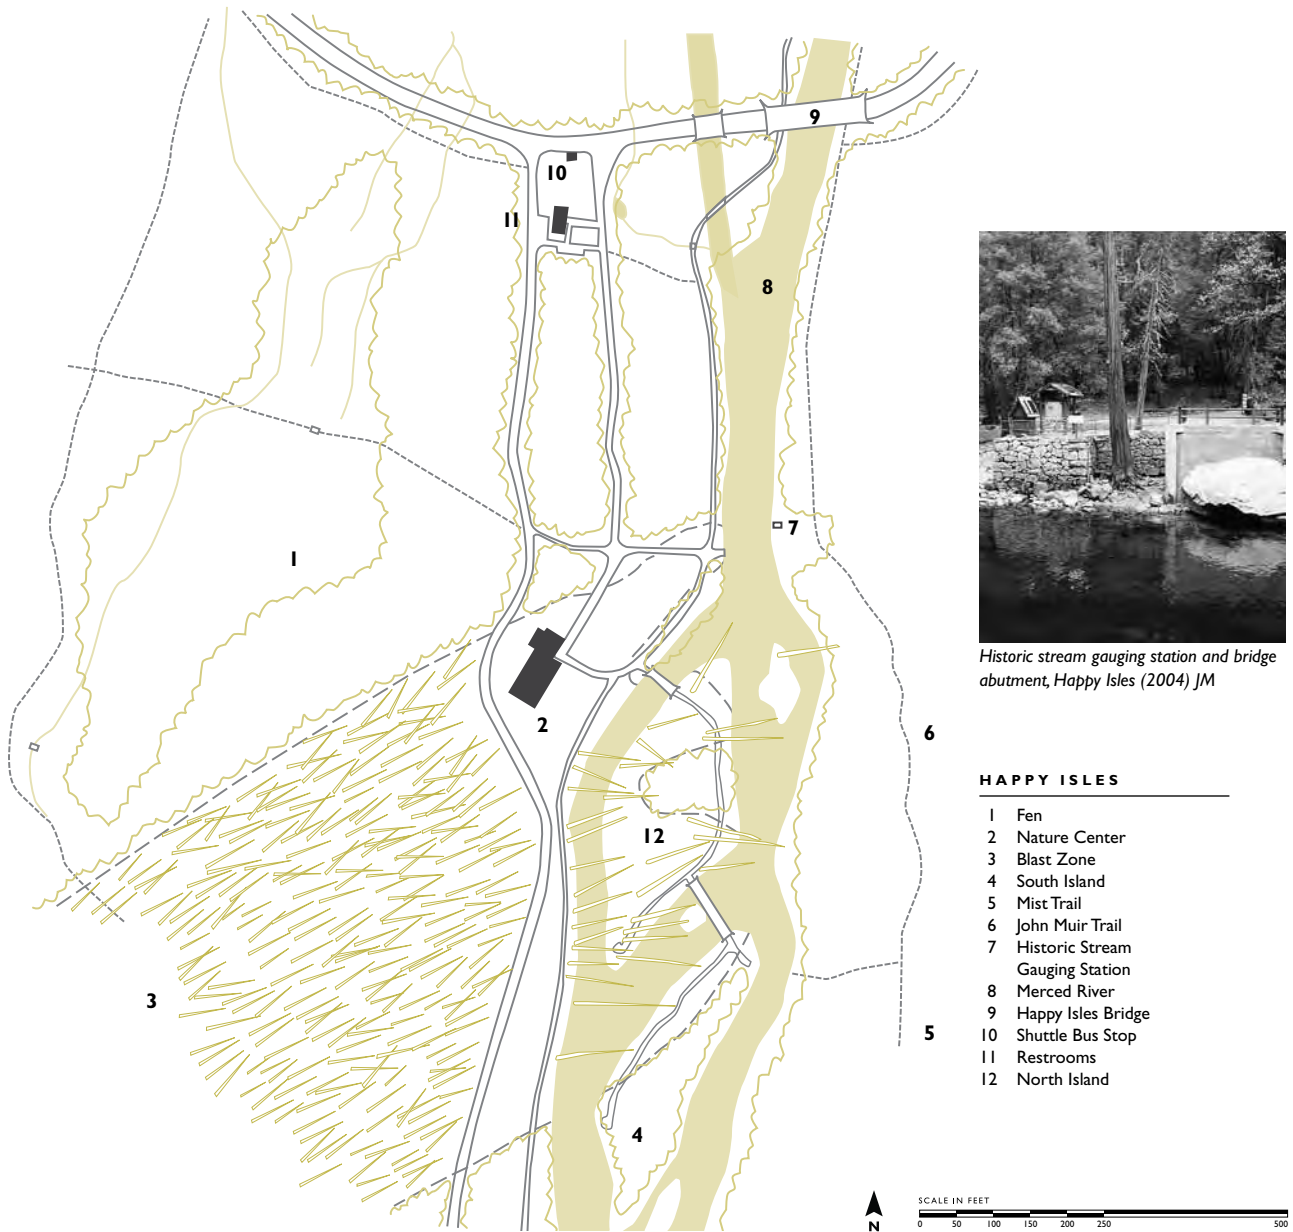 9
10
11
8
7
1
2
6
12
3
5
4
Historic stream gauging station and bridge
abutment, Happy Isles (2004) JM
HAPPY ISLES
1 Fen
2 Nature Center
3 Blast Zone
4 South Island
5 Mist Trail
6 John Muir Trail
7 Historic Stream
Gauging Station
8 Merced River
9 Happy Isles Bridge
10 Shuttle Bus Stop
11 Restrooms
12 North Island
N
SCALE IN FEET
0 50 100 150 200 250 500